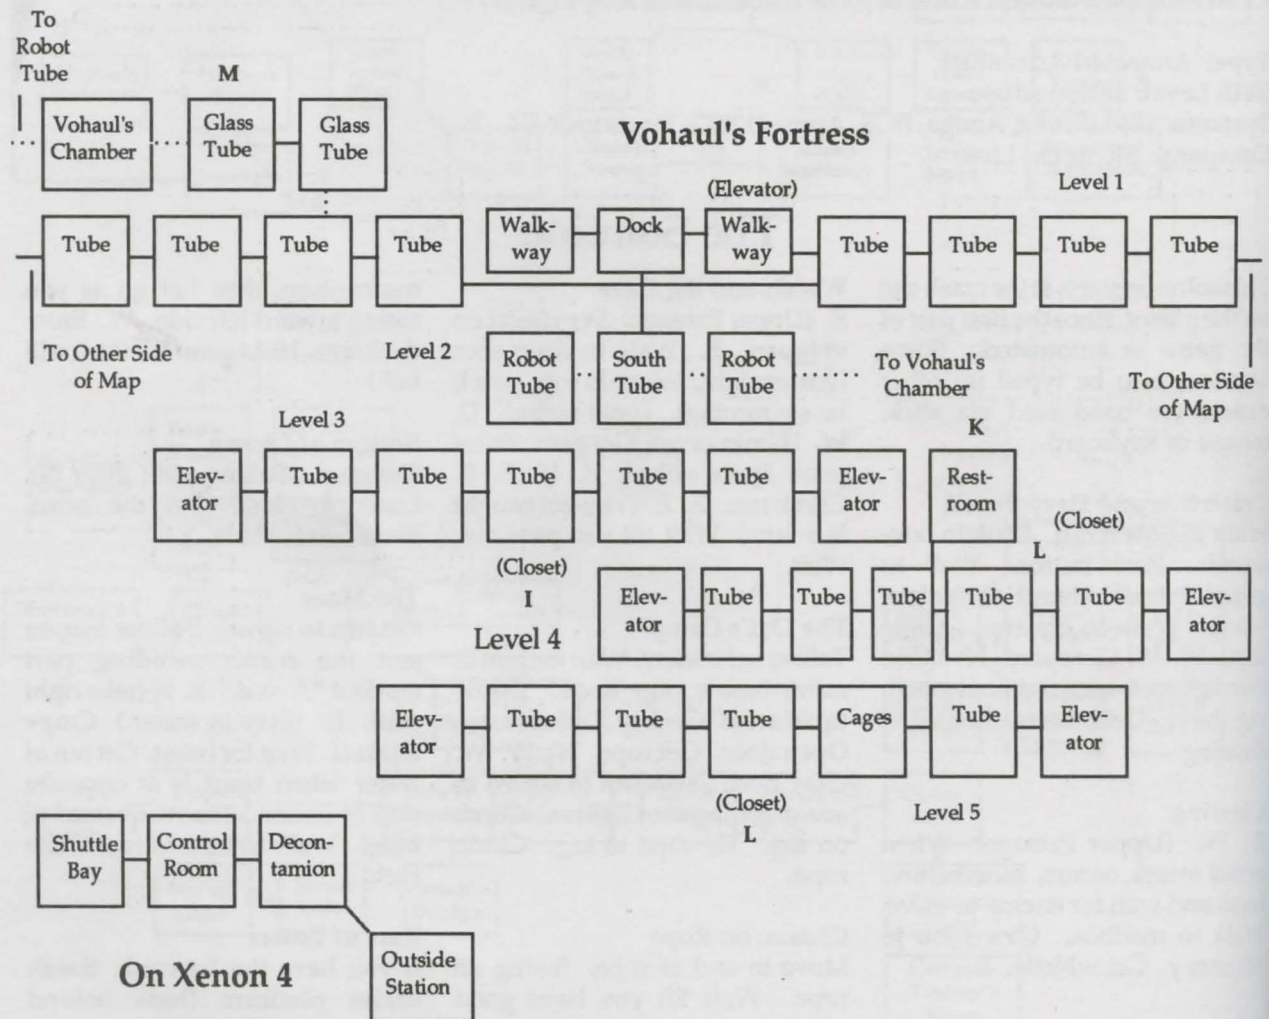 To
Robot
Tube
M
Vohaul's
Chamber
Glass
Tube
Glass
Tube
Vohaul's Fortress
(Elevator)
Level 1
Tube
Tube
Tube
Tube
Walk-
way
Dock
Walk-
way
Tube
Tube
Tube
Tube
To Other Side
of Map
Level 2
Robot
Tube
South
Tube
Robot
Tube
To Vohaul's
Chamber
To Other Side
of Map
Level 3
K
Elev-
ator
Tube
Tube
Tube
Tube
Tube
Elev-
ator
Rest-
room
(Closet)
I
Level 4
(Closet)
L
Elev-
ator
Tube
Tube
Tube
Tube
Tube
Elev-
ator
Elev-
ator
Tube
Tube
Tube
Cages
Tube
Elev-
ator
(Closet)
L
Level 5
Shuttle
Bay
Control
Room
Decon-
tamion
On Xenon 4
Outside
Station